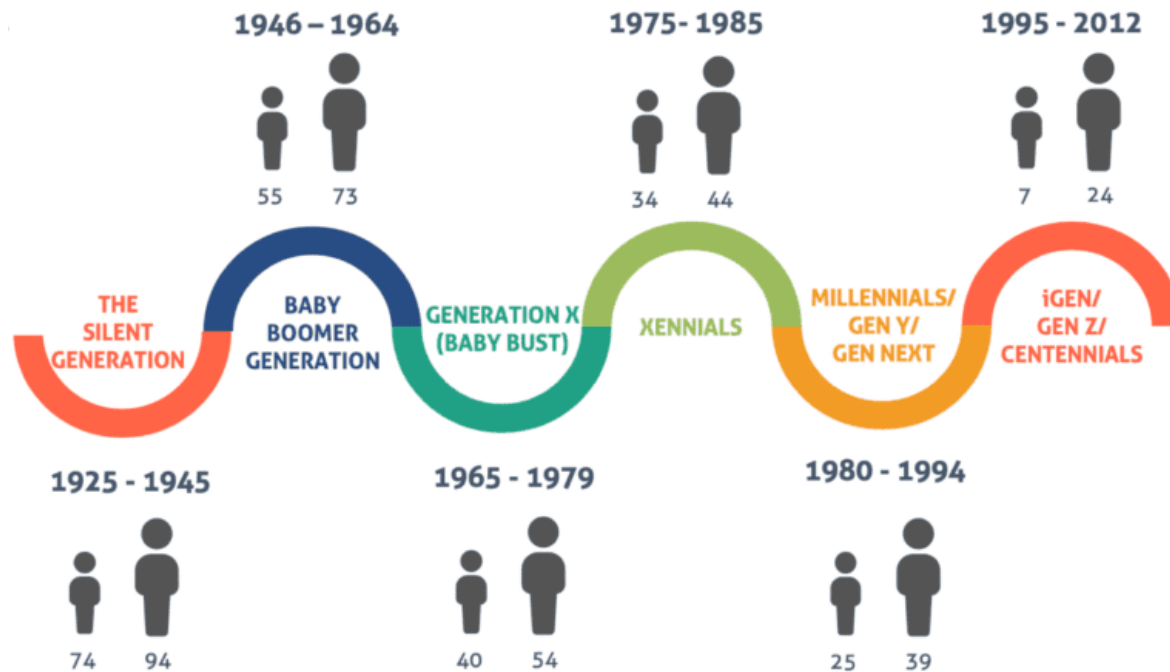 1946 – 1964
1975 - 1985
1995 - 2012
55 73
34 44
7 24
THE
SILENT
GENERATION
BABY
BOOMER
GENERATION
GENERATION X
(BABY BUST)
XENNIALS
MILLENNIALS/
GEN Y/
GEN NEXT
iGEN/
GEN Z/
CENTENNIALS
1925 - 1945
1965 - 1979
1980 - 1994
74 94
40 54
25 39